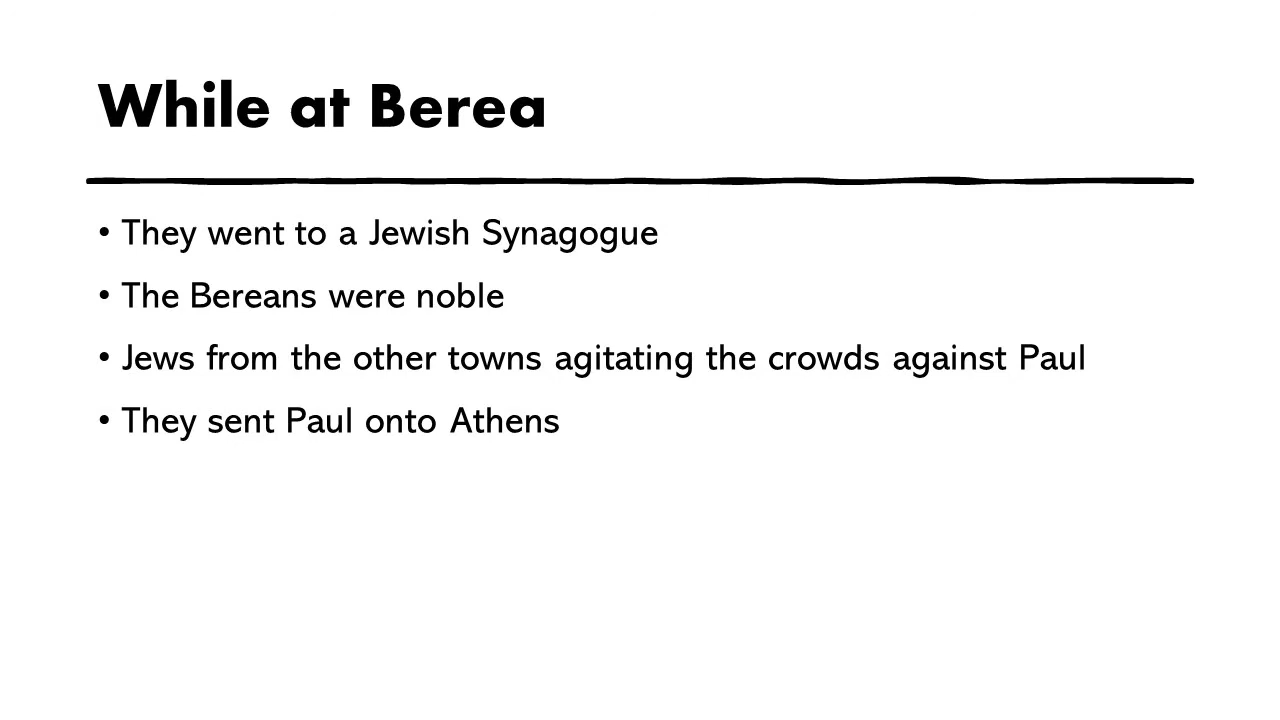 While at Berea
• They went to a Jewish Synagogue
• The Bereans were noble
• Jews from the other towns agitating the crowds against Paul
• They sent Paul onto Athens